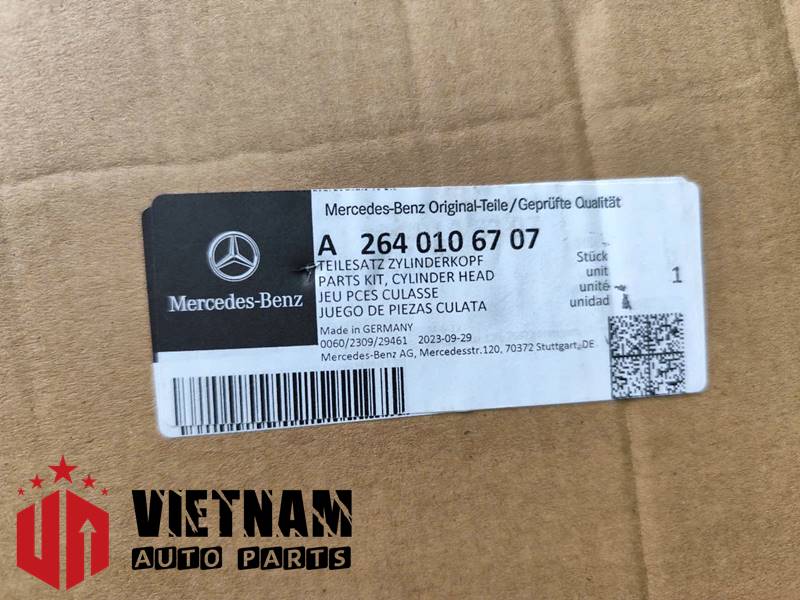 Mercedes-Benz Original-Teile/Geprüfte Qualität
A 264 010 67 07
TEILESATZ ZYLINDERKOPF
PARTS KIT, CYLINDER HEAD
JEU PCES CULASSE
JUEGO DE PIEZAS CULATA
Stück
unit
unité
unidad
1
Mercedes-Benz
Made in GERMANY
0060/2309/29461 2023-09-29
Mercedes-Benz AG, Mercedesstr.120, 70372 Stuttgart,DE
VIETNAM
AUTO PARTS